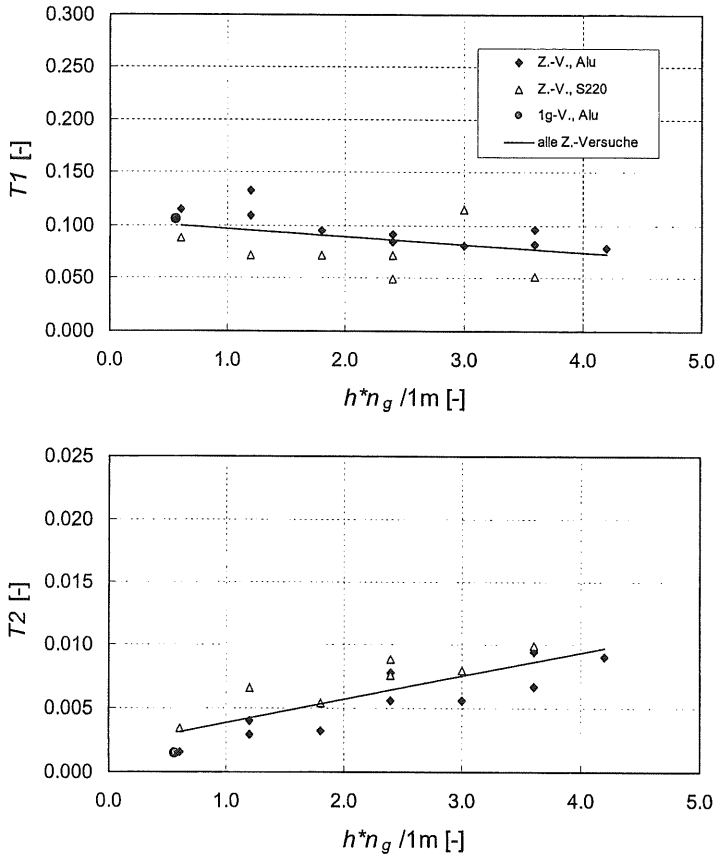 0.300
0.250
0.200
0.150
0.100
0.050
0.000
T1 [-]
Z.-V., Alu
Z.-V., S220
1g-V., Alu
alle Z.-Versuche
0.0 1.0 2.0 3.0 4.0 5.0
h*n_g /1m [-]
0.025
0.020
0.015
0.010
0.005
0.000
T2 [-]
0.0 1.0 2.0 3.0 4.0 5.0
h*n_g /1m [-]